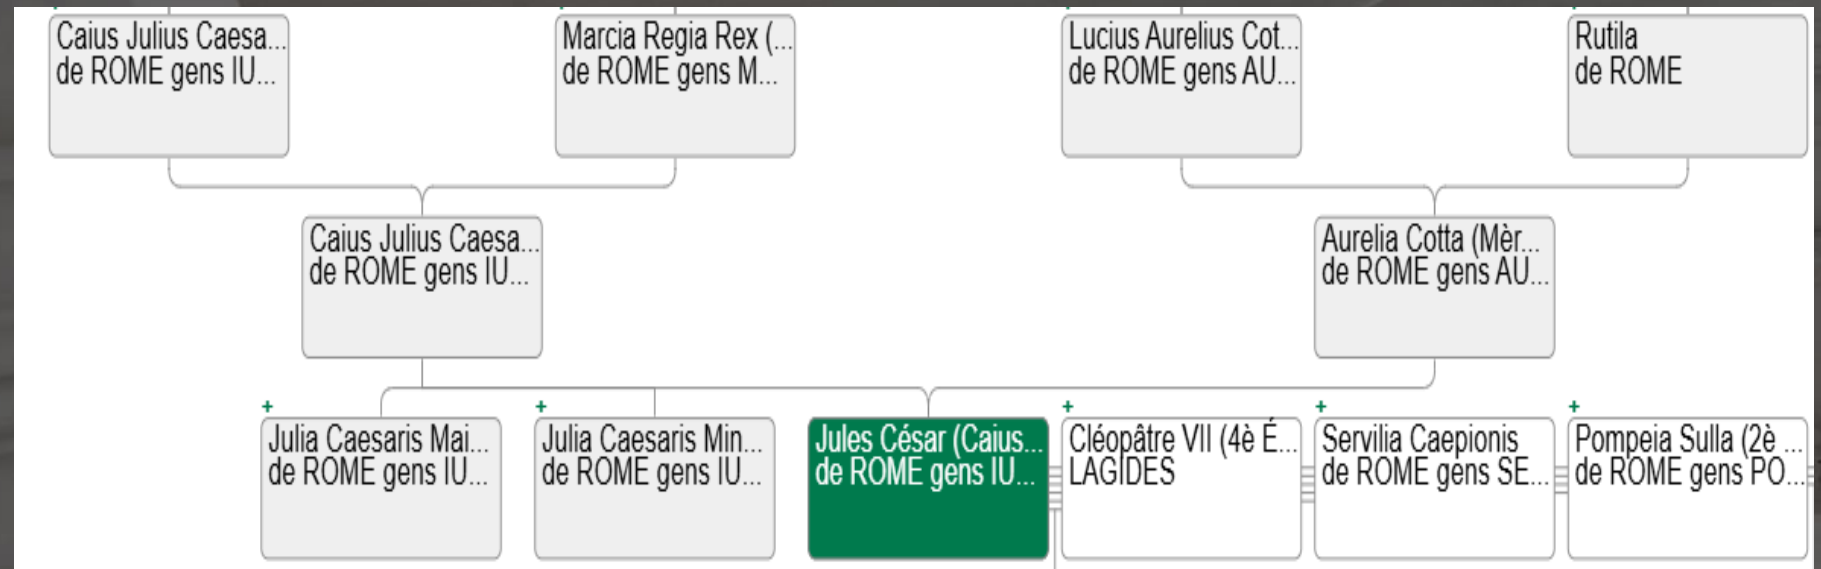 Caius Julius Caesa...
de ROME gens IU...
Marcia Regia Rex (...
de ROME gens M...
Lucius Aurelius Cot...
de ROME gens AU...
Rutila
de ROME
Caius Julius Caesa...
de ROME gens IU...
Aurelia Cotta (Mèr...
de ROME gens AU...
+
+
+
+
+
Julia Caesaris Mai...
de ROME gens IU...
Julia Caesaris Min...
de ROME gens IU...
Jules César (Caius...
de ROME gens IU...
Cléopâtre VII (4è É...
LAGIDES
Servilia Caepionis
de ROME gens SE...
Pompeia Sulla (2è ...
de ROME gens PO...